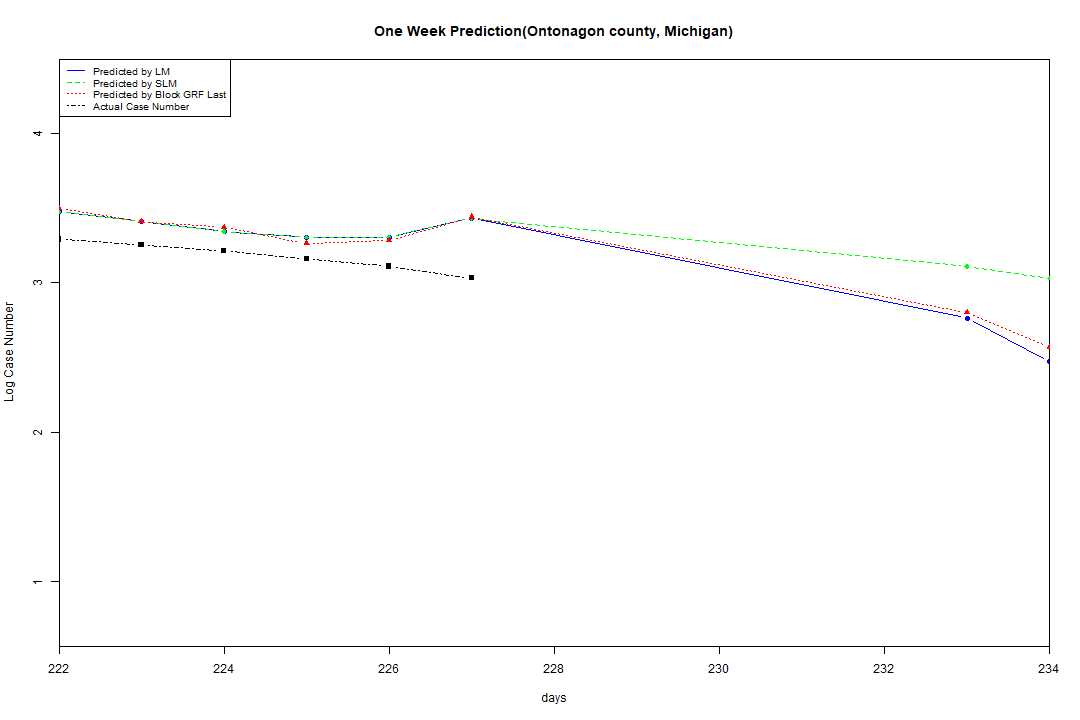 One Week Prediction(Ontonagon county, Michigan)
Predicted by LM
Predicted by SLM
Predicted by Block GRF Last
Actual Case Number
4
3
2
1
Log Case Number
222 224 226 228 230 232 234
days